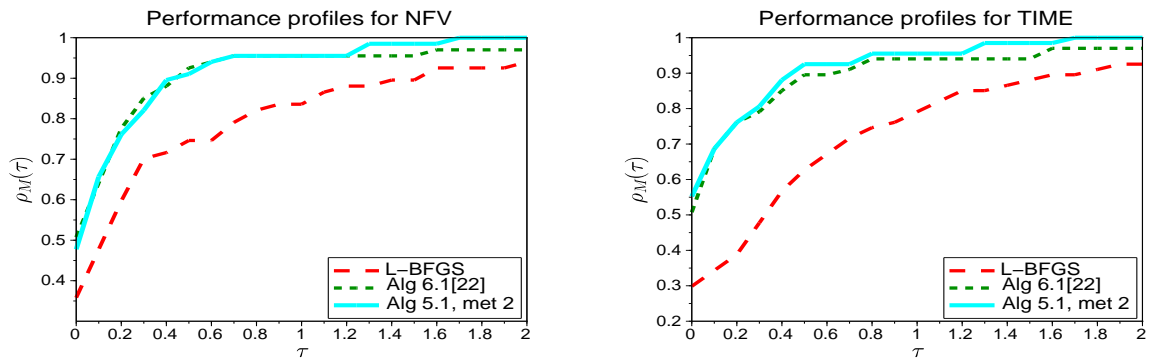 Performance profiles for NFV
1
0.9
0.8
0.7
0.6
0.5
0.4
ρ_M(τ)
0 0.2 0.4 0.6 0.8 1 1.2 1.4 1.6 1.8 2
τ
L−BFGS
Alg 6.1[22]
Alg 5.1, met 2
Performance profiles for TIME
1
0.9
0.8
0.7
0.6
0.5
0.4
0.3
0.2
ρ_M(τ)
0 0.2 0.4 0.6 0.8 1 1.2 1.4 1.6 1.8 2
τ
L−BFGS
Alg 6.1[22]
Alg 5.1, met 2